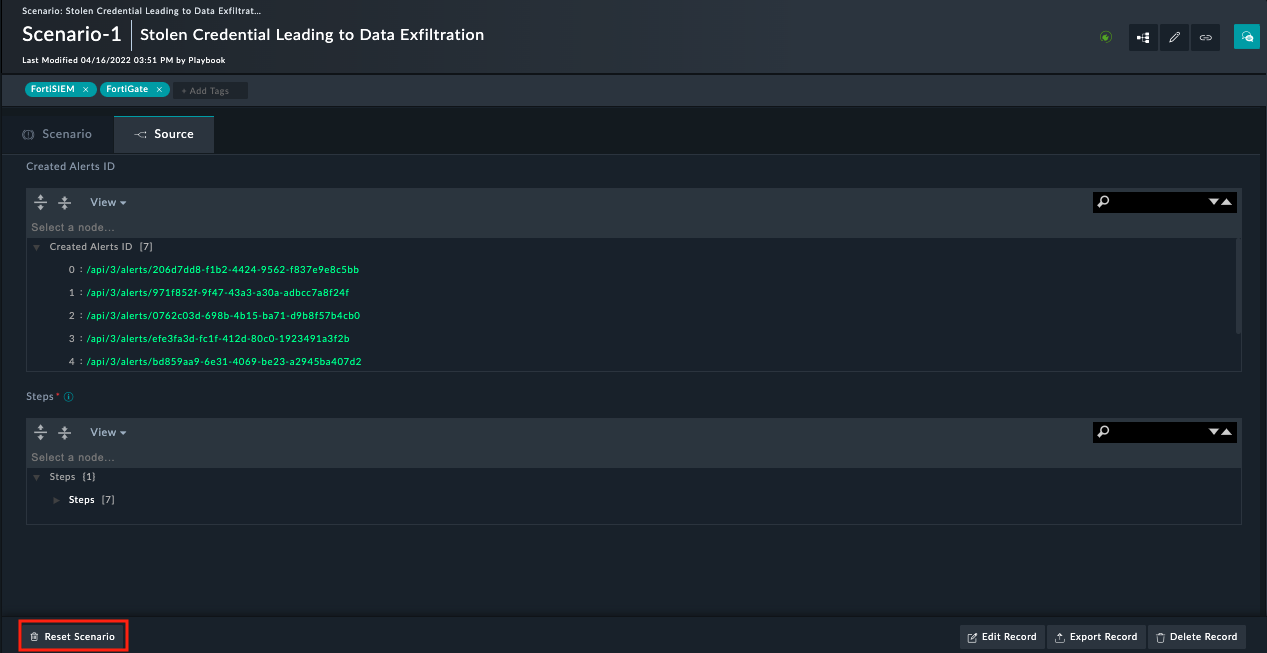 Scenario: Stolen Credential Leading to Data Exfiltrat...
Scenario-1 Stolen Credential Leading to Data Exfiltration
Last Modified 04/16/2022 03:51 PM by Playbook
FortiSIEM × FortiGate × + Add Tags
Scenario Source
Created Alerts ID
View
Select a node...
Created Alerts ID [7]
0 : /api/3/alerts/206d7dd8-f1b2-4424-9562-f837e9e8c5bb
1 : /api/3/alerts/971f852f-9f47-43a3-a30a-adbcc7a8f24f
2 : /api/3/alerts/0762c03d-698b-4b15-ba71-d9b8f57b4cb0
3 : /api/3/alerts/efe3fa3d-fc1f-412d-80c0-1923491a3f2b
4 : /api/3/alerts/bd859aa9-6e31-4069-be23-a2945ba407d2
Steps *
View
Select a node...
Steps {1}
Steps [7]
Reset Scenario Edit Record Export Record Delete Record